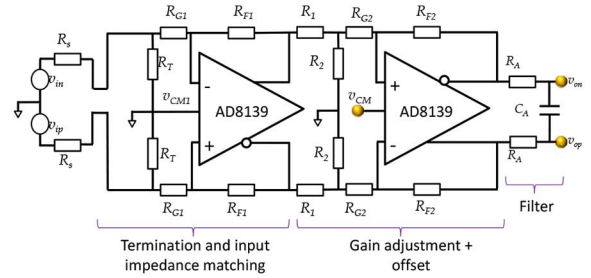 R_G1 R_F1 R_1 R_G2 R_F2
R_s
R_T
R_2
R_A
v_in
v_on
v_CM1
-
AD8139
+
v_CM
+
AD8139
-
C_A
v_ip
R_T
R_2
R_s
R_A
v_op
R_G1 R_F1 R_1 R_G2 R_F2
Filter
Termination and input
impedance matching
Gain adjustment +
offset